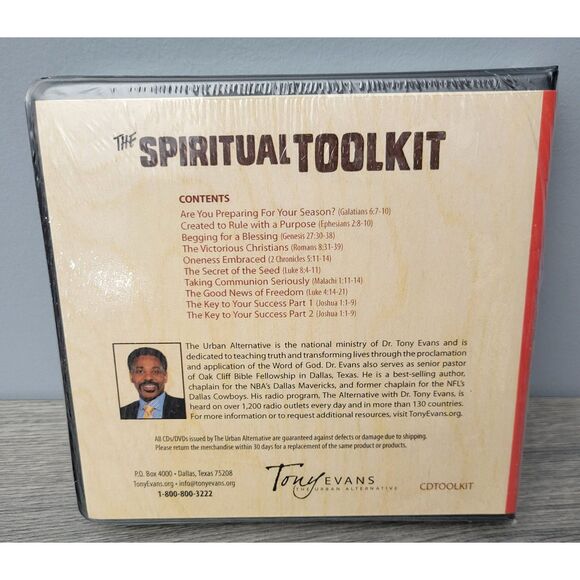 THE SPIRITUAL TOOLKIT
CONTENTS
Are You Preparing For Your Season? (Galatians 6:7-10)
Created to Rule with a Purpose (Ephesians 2:8-10)
Begging for a Blessing (Genesis 27:30-38)
The Victorious Christians (Romans 8:31-39)
Oneness Embraced (2 Chronicles 5:11-14)
The Secret of the Seed (Luke 8:4-11)
Taking Communion Seriously (Malachi 1:11-14)
The Good News of Freedom (Luke 4:14-21)
The Key to Your Success Part 1 (Joshua 1:1-9)
The Key to Your Success Part 2 (Joshua 1:1-9)
The Urban Alternative is the national ministry of Dr. Tony Evans and is
dedicated to teaching truth and transforming lives through the proclamation
and application of the Word of God. Dr. Evans also serves as senior pastor
of Oak Cliff Bible Fellowship in Dallas, Texas. He is a best-selling author,
chaplain for the NBA's Dallas Mavericks, and former chaplain for the NFL's
Dallas Cowboys. His radio program, The Alternative with Dr. Tony Evans, is
heard on over 1,200 radio outlets every day and in more than 130 countries.
For more information or to request additional resources, visit TonyEvans.org.
All CDs/DVDs issued by The Urban Alternative are guaranteed against defects or damage due to shipping.
Please return the merchandise within 30 days for a replacement of the same product or products.
P.O. Box 4000 • Dallas, Texas 75208
TonyEvans.org • info@tonyevans.org
1-800-800-3222
Tony EVANS
THE URBAN ALTERNATIVE
CDTOOLKIT